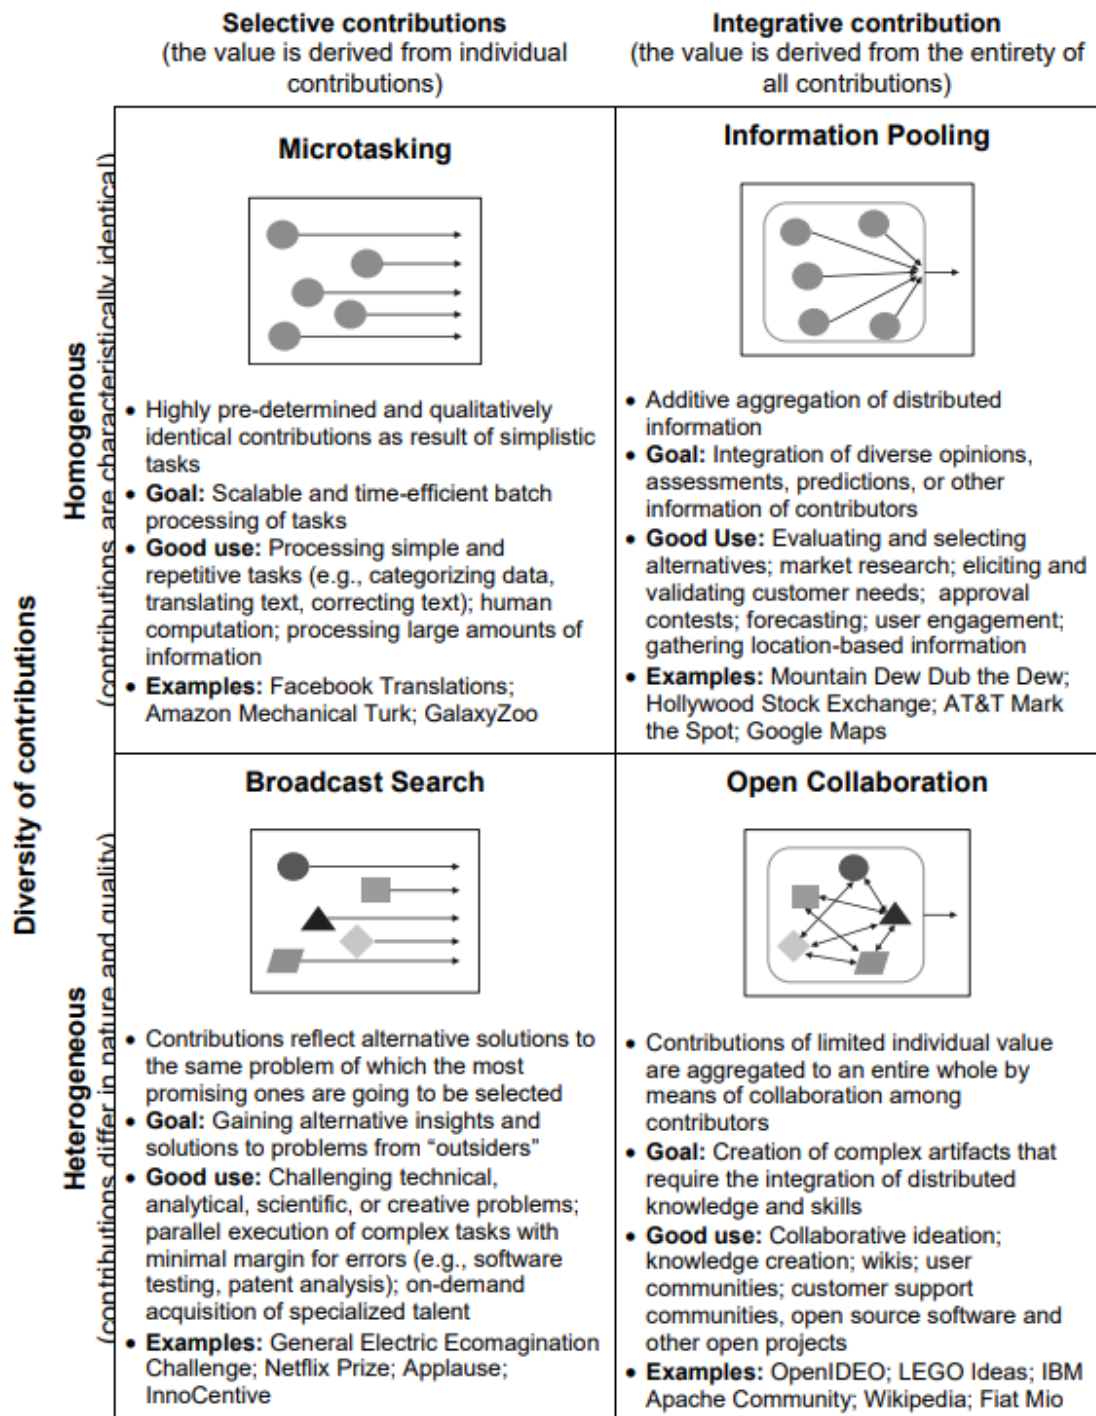 Selective contributions
(the value is derived from individual
contributions)
Integrative contribution
(the value is derived from the entirety of
all contributions)
Diversity of contributions
Homogenous
(contributions are characteristically identical)
Microtasking
• Highly pre-determined and qualitatively
identical contributions as result of simplistic
tasks
• Goal: Scalable and time-efficient batch
processing of tasks
• Good use: Processing simple and
repetitive tasks (e.g., categorizing data,
translating text, correcting text); human
computation; processing large amounts of
information
• Examples: Facebook Translations;
Amazon Mechanical Turk; GalaxyZoo
Information Pooling
• Additive aggregation of distributed
information
• Goal: Integration of diverse opinions,
assessments, predictions, or other
information of contributors
• Good Use: Evaluating and selecting
alternatives; market research; eliciting and
validating customer needs; approval
contests; forecasting; user engagement;
gathering location-based information
• Examples: Mountain Dew Dub the Dew;
Hollywood Stock Exchange; AT&T Mark
the Spot; Google Maps
Heterogeneous
(contributions differ in nature and quality)
Broadcast Search
• Contributions reflect alternative solutions to
the same problem of which the most
promising ones are going to be selected
• Goal: Gaining alternative insights and
solutions to problems from “outsiders”
• Good use: Challenging technical,
analytical, scientific, or creative problems;
parallel execution of complex tasks with
minimal margin for errors (e.g., software
testing, patent analysis); on-demand
acquisition of specialized talent
• Examples: General Electric Ecomagination
Challenge; Netflix Prize; Applause;
InnoCentive
Open Collaboration
• Contributions of limited individual value
are aggregated to an entire whole by
means of collaboration among
contributors
• Goal: Creation of complex artifacts that
require the integration of distributed
knowledge and skills
• Good use: Collaborative ideation;
knowledge creation; wikis; user
communities; customer support
communities, open source software and
other open projects
• Examples: OpenIDEO; LEGO Ideas; IBM
Apache Community; Wikipedia; Fiat Mio